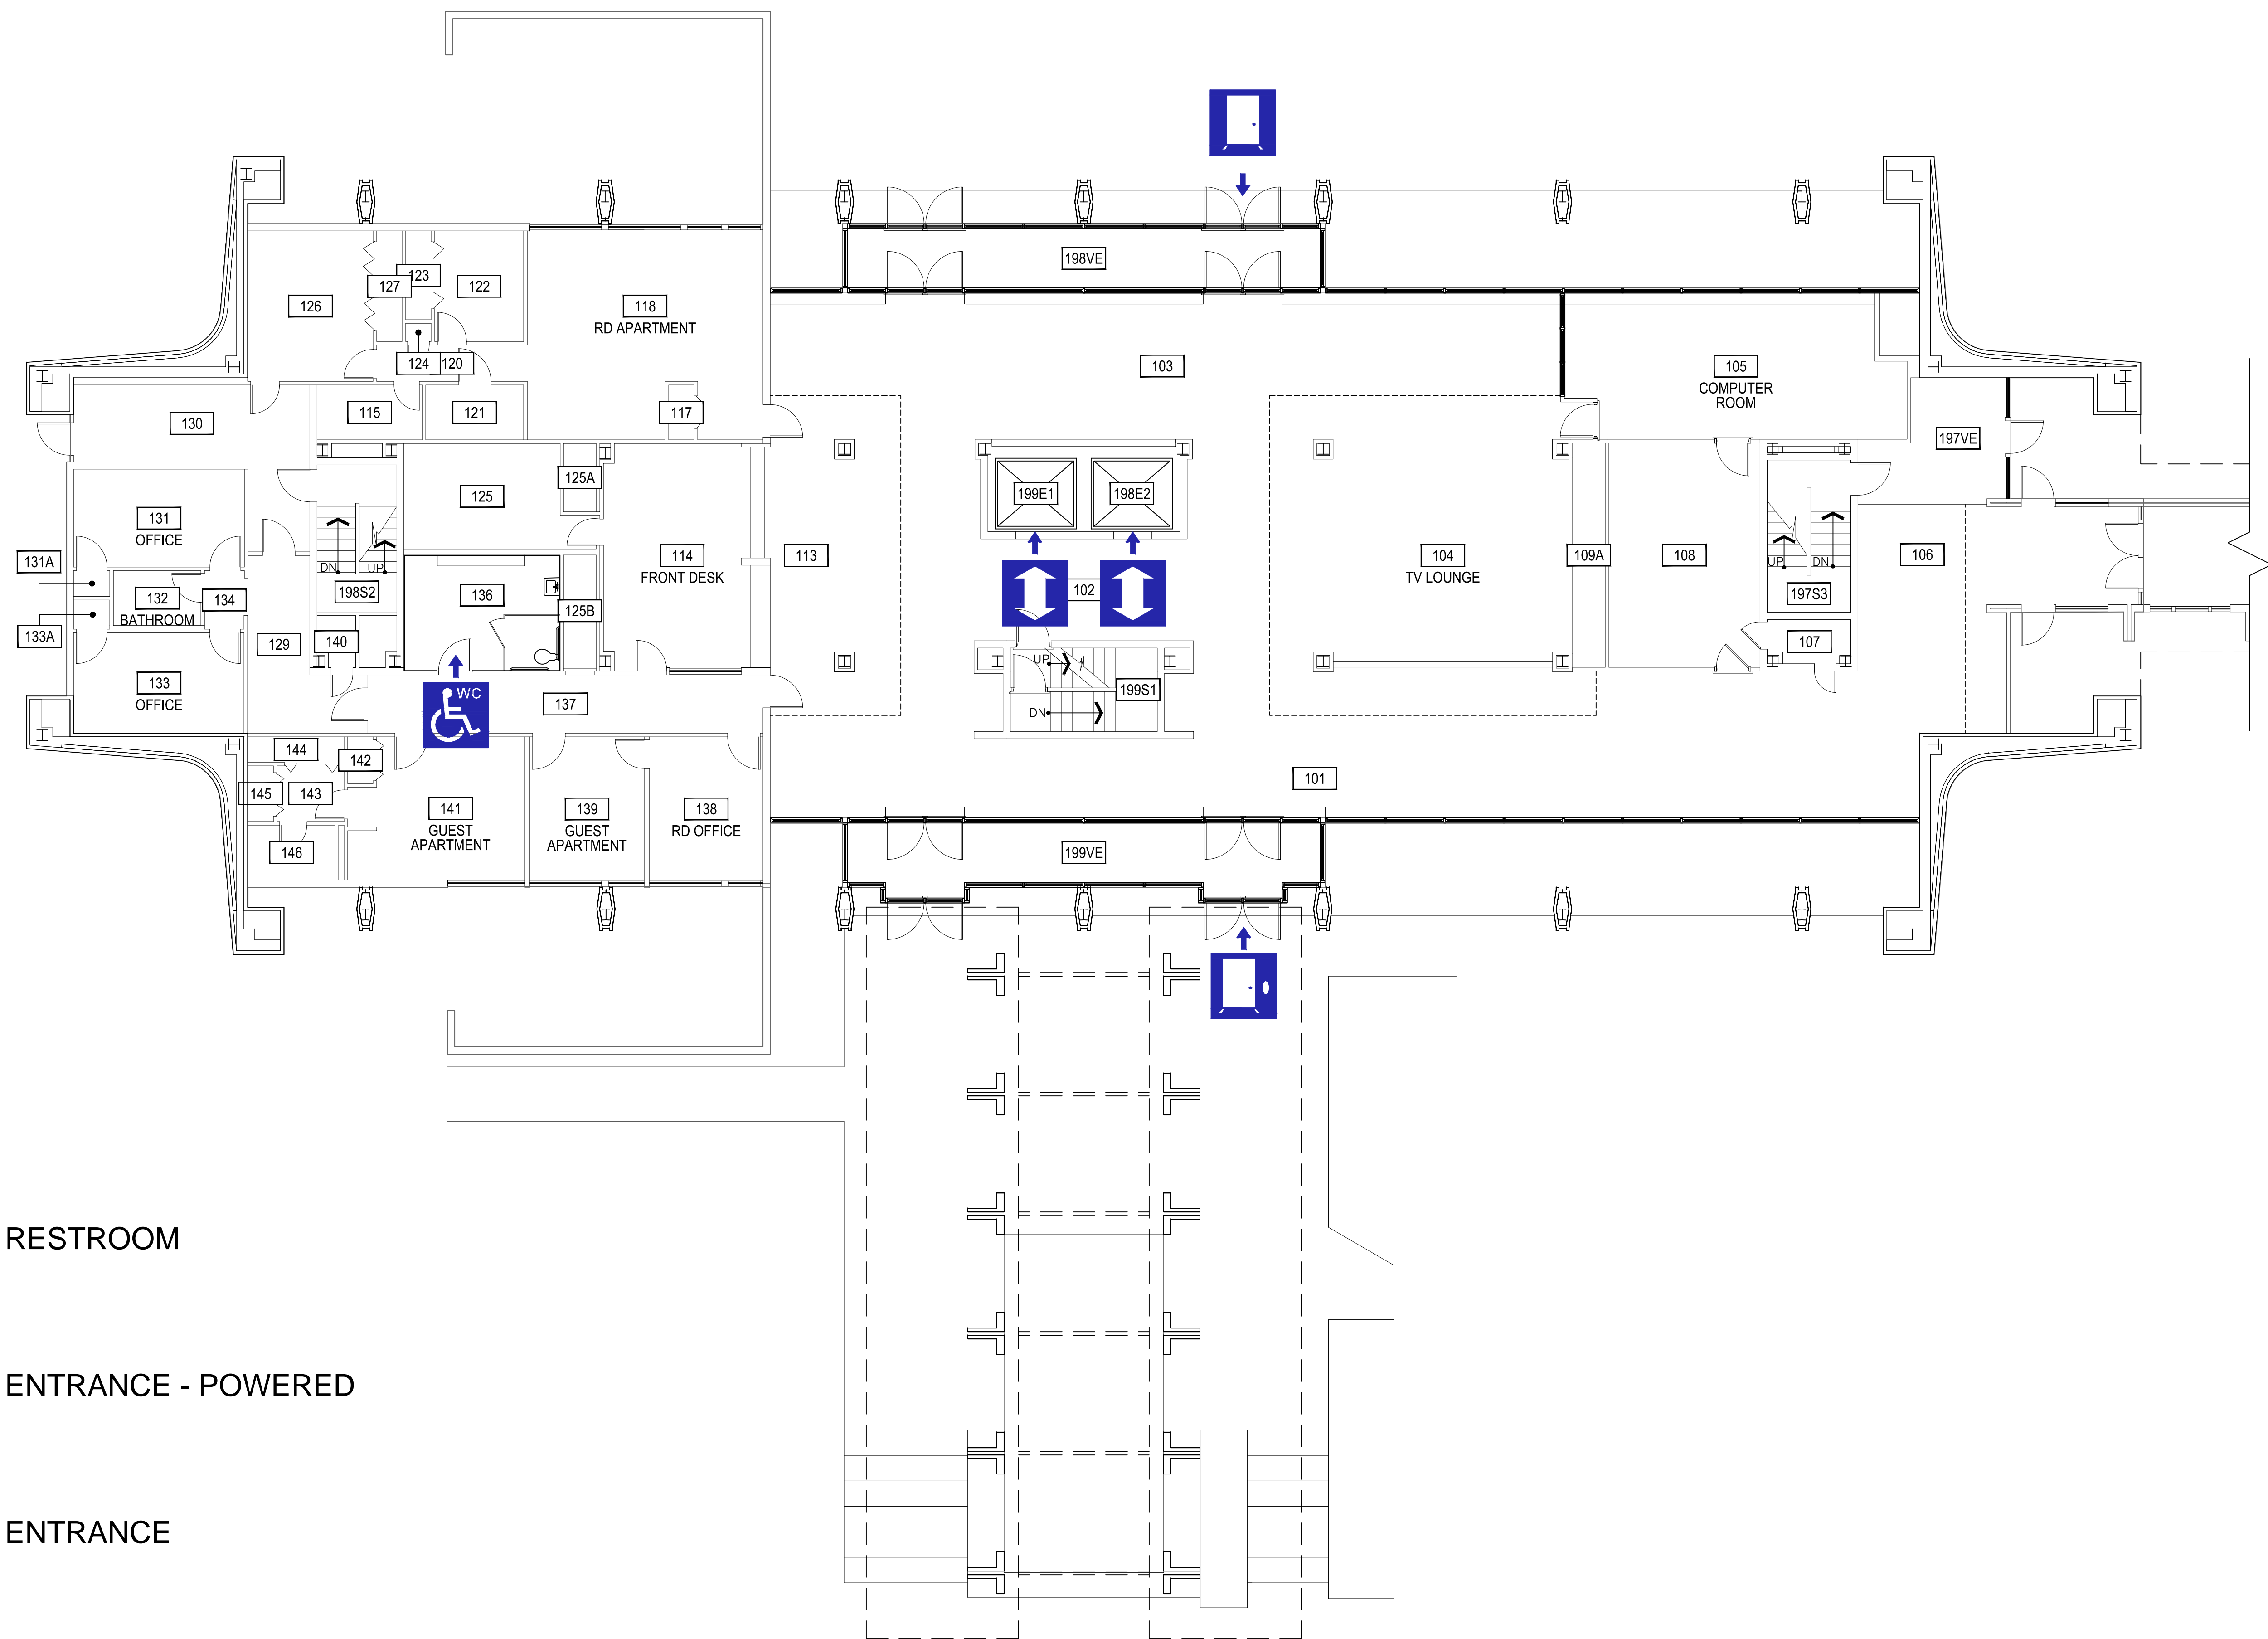 198VE
123
127
122
126
118
RD APARTMENT
124
120
103
105
COMPUTER
ROOM
115
121
117
130
197VE
125A
125
199E1
198E2
131
OFFICE
131A
114
FRONT DESK
113
104
TV LOUNGE
109A
108
106
DN
UP
198S2
136
102
UP
DN
197S3
132
BATHROOM
134
125B
133A
129
140
107
UP
199S1
133
OFFICE
WC
137
DN
144
142
101
145
143
141
GUEST
APARTMENT
139
GUEST
APARTMENT
138
RD OFFICE
146
199VE
RESTROOM
ENTRANCE - POWERED
ENTRANCE